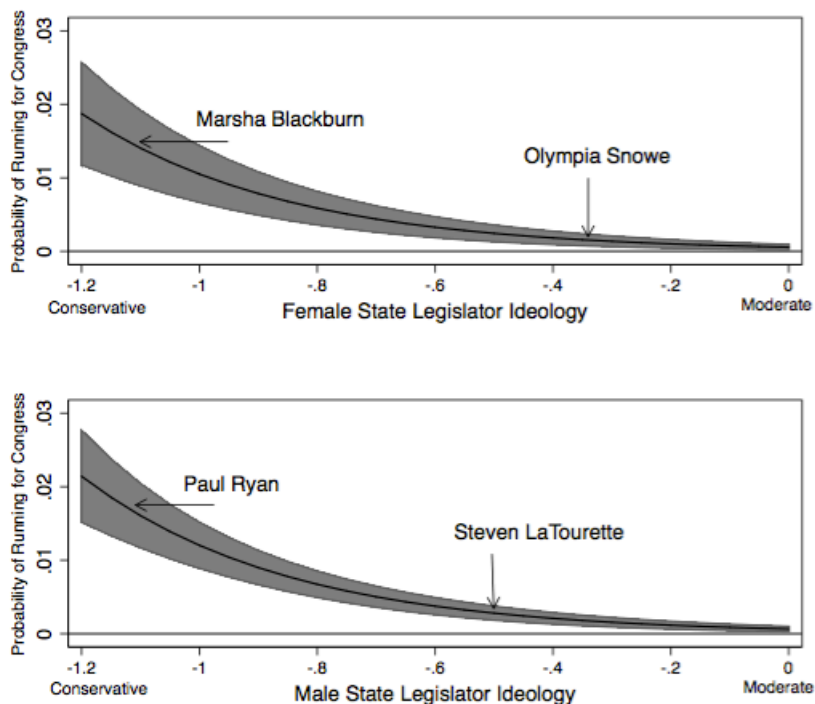 Probability of Running for Congress
.03
.02
.01
0
Marsha Blackburn
Olympia Snowe
-1.2
-1
-.8
-.6
-.4
-.2
0
Conservative
Female State Legislator Ideology
Moderate
Probability of Running for Congress
.03
.02
.01
0
Paul Ryan
Steven LaTourette
-1.2
-1
-.8
-.6
-.4
-.2
0
Conservative
Male State Legislator Ideology
Moderate